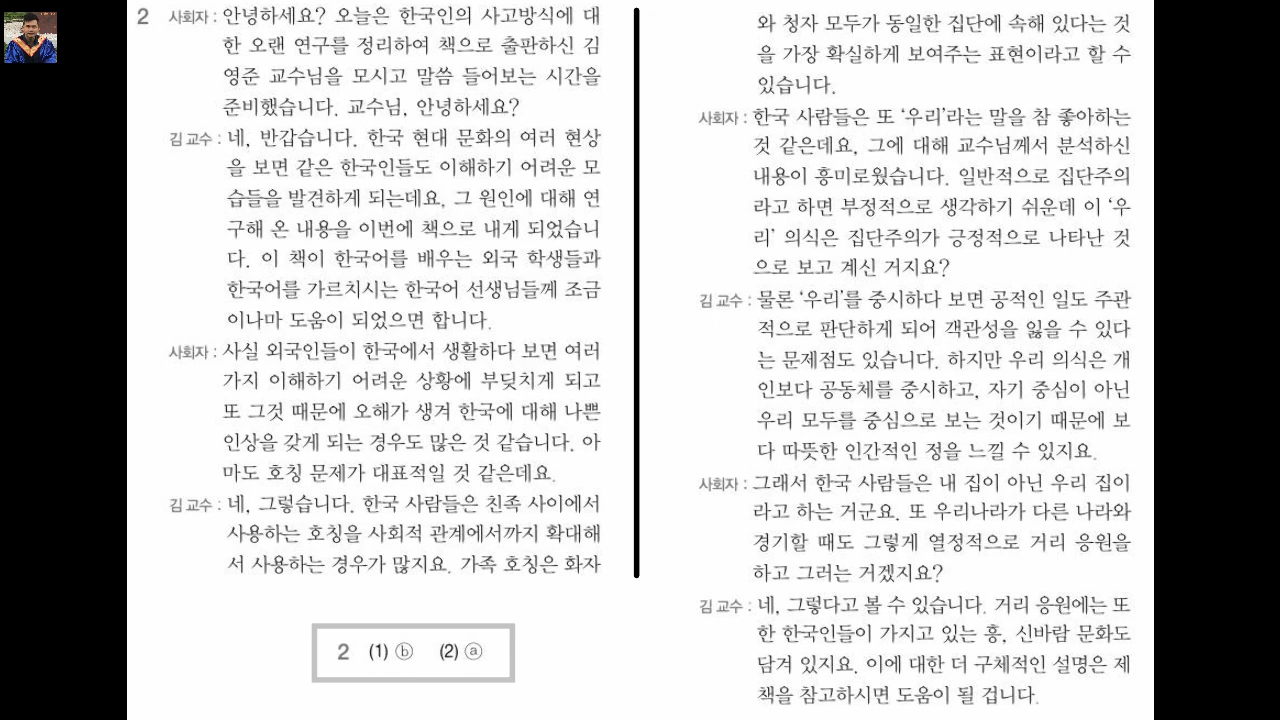 2 사회자 : 안녕하세요? 오늘은 한국인의 사고방식에 대
한 오랜 연구를 정리하여 책으로 출판하신 김
영준 교수님을 모시고 말씀 들어보는 시간을
준비했습니다. 교수님, 안녕하세요?
김 교수 : 네, 반갑습니다. 한국 현대 문화의 여러 현상
을 보면 같은 한국인들도 이해하기 어려운 모
습들을 발견하게 되는데요, 그 원인에 대해 연
구해 온 내용을 이번에 책으로 내게 되었습니
다. 이 책이 한국어를 배우는 외국 학생들과
한국어를 가르치시는 한국어 선생님들께 조금
이나마 도움이 되었으면 합니다.
사회자 : 사실 외국인들이 한국에서 생활하다 보면 여러
가지 이해하기 어려운 상황에 부딪치게 되고
또 그것 때문에 오해가 생겨 한국에 대해 나쁜
인상을 갖게 되는 경우도 많은 것 같습니다. 아
마도 호칭 문제가 대표적일 것 같은데요.
김 교수 : 네, 그렇습니다. 한국 사람들은 친족 사이에서
사용하는 호칭을 사회적 관계에서까지 확대해
서 사용하는 경우가 많지요. 가족 호칭은 화자
와 청자 모두가 동일한 집단에 속해 있다는 것
을 가장 확실하게 보여주는 표현이라고 할 수
있습니다.
사회자 : 한국 사람들은 또 ‘우리’라는 말을 참 좋아하는
것 같은데요, 그에 대해 교수님께서 분석하신
내용이 흥미로웠습니다. 일반적으로 집단주의
라고 하면 부정적으로 생각하기 쉬운데 이 ‘우
리’ 의식은 집단주의가 긍정적으로 나타난 것
으로 보고 계신 거지요?
김 교수 : 물론 ‘우리’를 중시하다 보면 공적인 일도 주관
적으로 판단하게 되어 객관성을 잃을 수 있다
는 문제점도 있습니다. 하지만 우리 의식은 개
인보다 공동체를 중시하고, 자기 중심이 아닌
우리 모두를 중심으로 보는 것이기 때문에 보
다 따뜻한 인간적인 정을 느낄 수 있지요.
사회자 : 그래서 한국 사람들은 내 집이 아닌 우리 집이
라고 하는 거군요. 또 우리나라가 다른 나라와
경기할 때도 그렇게 열정적으로 거리 응원을
하고 그러는 거겠지요?
김 교수 : 네, 그렇다고 볼 수 있습니다. 거리 응원에는 또
한 한국인들이 가지고 있는 흥, 신바람 문화도
담겨 있지요. 이에 대한 더 구체적인 설명은 제
책을 참고하시면 도움이 될 겁니다.
2 (1) ⓑ (2) ⓐ